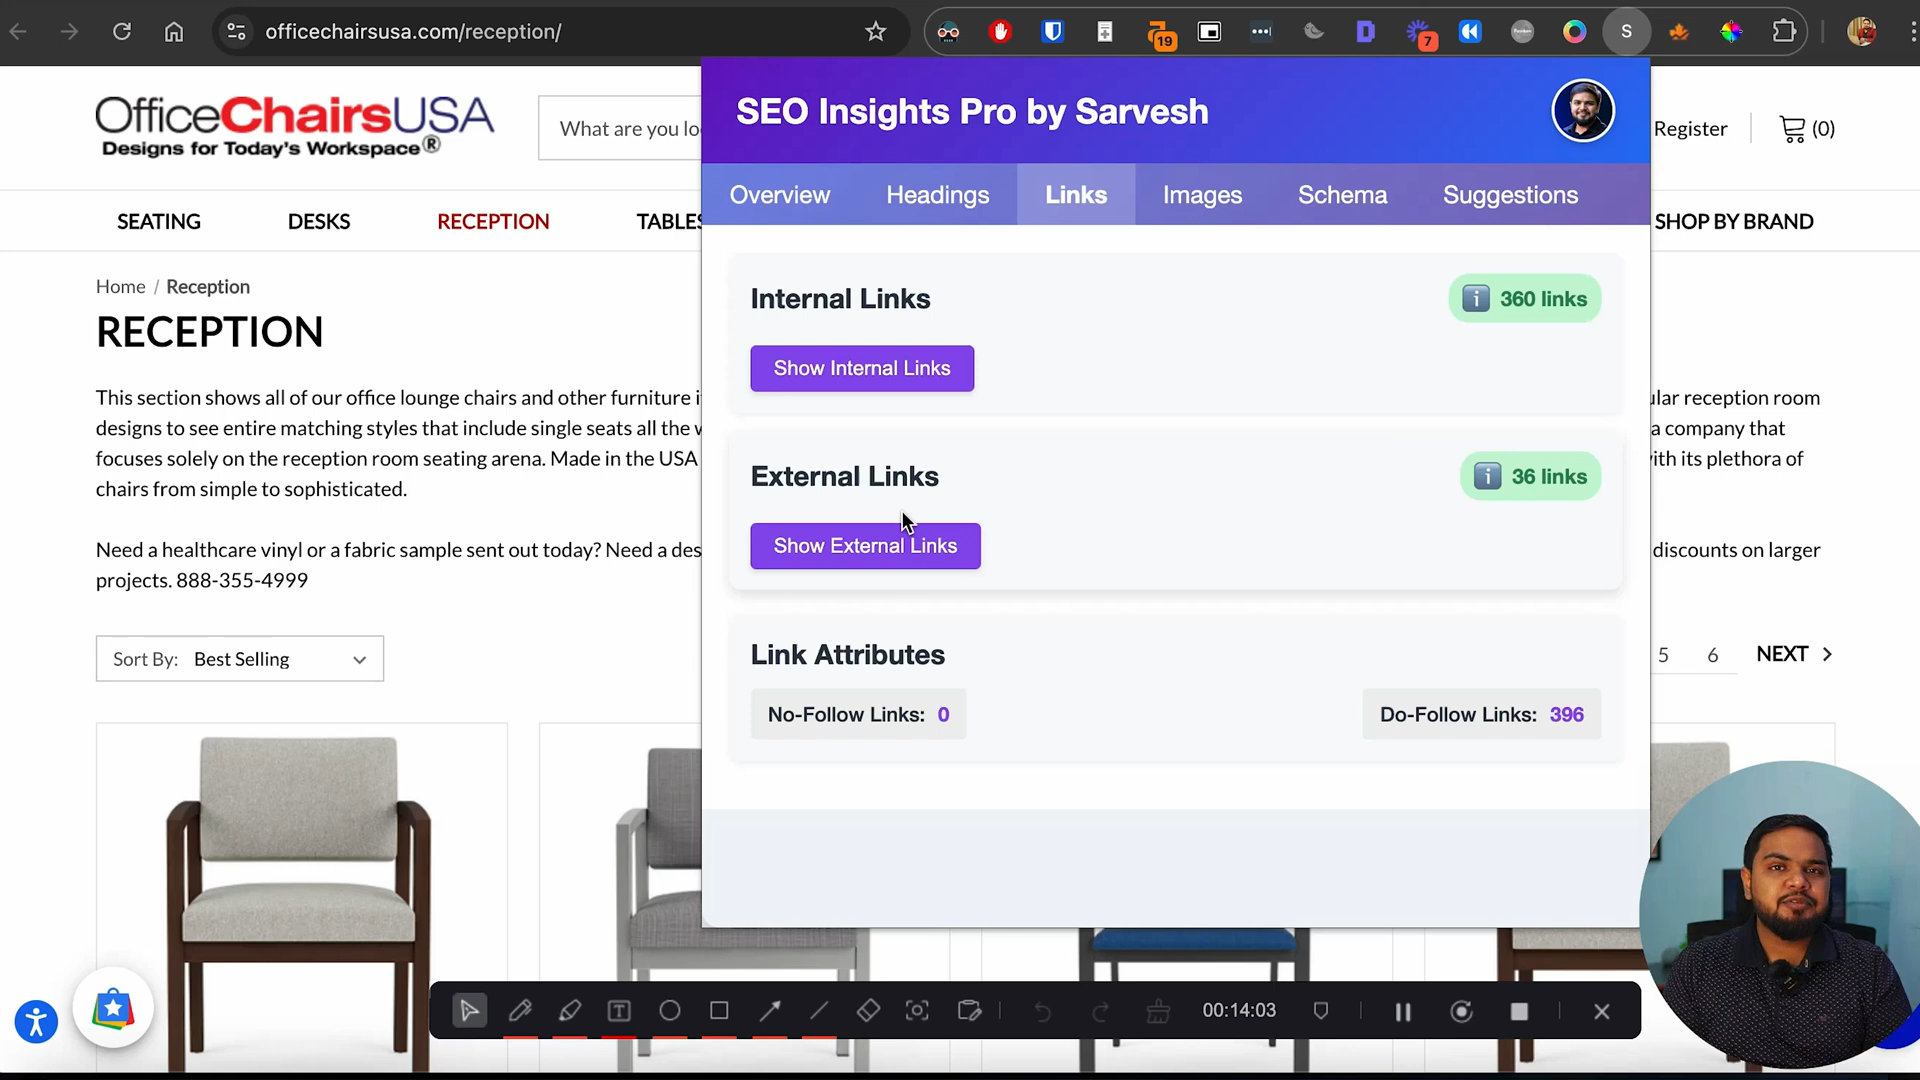 officechairsusa.com/reception/
19
7
S
OfficeChairsUSA
Designs for Today's Workspace®
What are you lo
Register
(0)
SEATING
DESKS
RECEPTION
TABLES
SHOP BY BRAND
Home / Reception
RECEPTION
This section shows all of our office lounge chairs and other furniture i
ular reception room
designs to see entire matching styles that include single seats all the w
a company that
focuses solely on the reception room seating arena. Made in the USA
ith its plethora of
chairs from simple to sophisticated.
Need a healthcare vinyl or a fabric sample sent out today? Need a des
discounts on larger
projects. 888-355-4999
Sort By: Best Selling
5 6 NEXT
SEO Insights Pro by Sarvesh
Overview
Headings
Links
Images
Schema
Suggestions
Internal Links
360 links
Show Internal Links
External Links
36 links
Show External Links
Link Attributes
No-Follow Links: 0
Do-Follow Links: 396
00:14:03